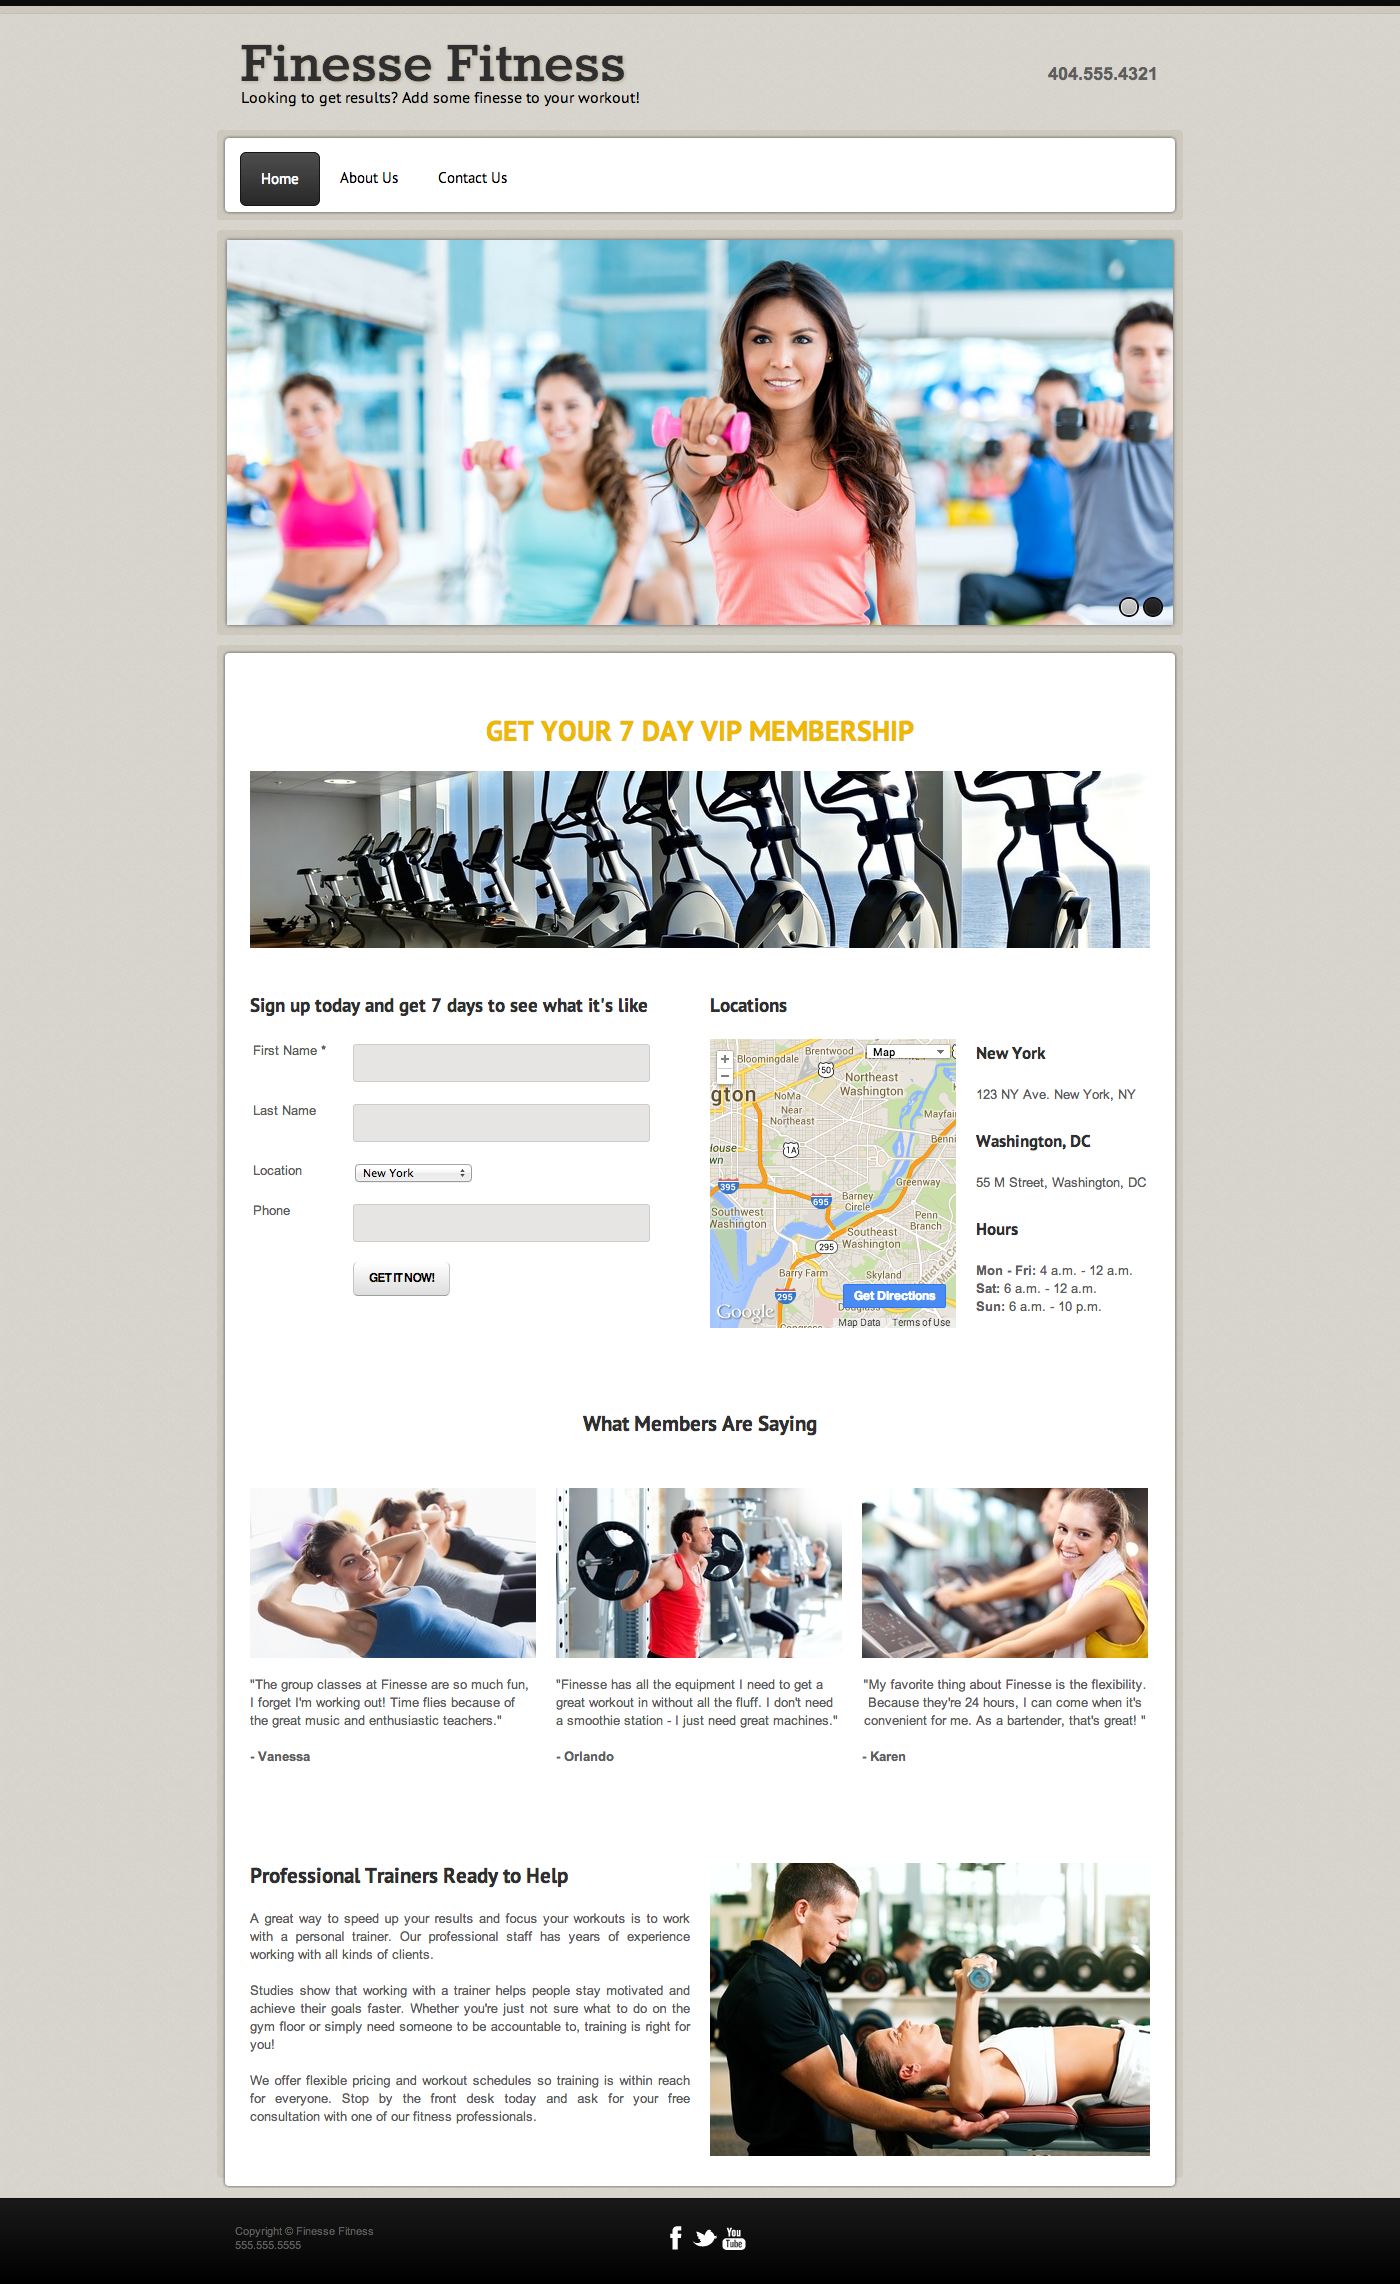 Finesse Fitness
Looking to get results? Add some finesse to your workout!
404.555.4321
Home
About Us
Contact Us
GET YOUR 7 DAY VIP MEMBERSHIP
Sign up today and get 7 days to see what it's like
First Name *
Last Name
Location
New York
Phone
GET IT NOW!
Locations
Map
Bloomingdale
Brentwood
50
Northeast
Washington
gton
NoMa
Near
Northeast
Mayfai
Benni
House
wn
1A
395
695
Greenway
Barney
Circle
Southwest
Washington
Penn
Branch
Southeast
Washington
295
Barry Farm
Skyland
295
Get Directions
Google
Map Data
Terms of Use
New York
123 NY Ave. New York, NY
Washington, DC
55 M Street, Washington, DC
Hours
Mon - Fri: 4 a.m. - 12 a.m.
Sat: 6 a.m. - 12 a.m.
Sun: 6 a.m. - 10 p.m.
What Members Are Saying
"The group classes at Finesse are so much fun,
I forget I'm working out! Time flies because of
the great music and enthusiastic teachers."
- Vanessa
"Finesse has all the equipment I need to get a
great workout in without all the fluff. I don't need
a smoothie station - I just need great machines."
- Orlando
"My favorite thing about Finesse is the flexibility.
Because they're 24 hours, I can come when it's
convenient for me. As a bartender, that's great! "
- Karen
Professional Trainers Ready to Help
A great way to speed up your results and focus your workouts is to work
with a personal trainer. Our professional staff has years of experience
working with all kinds of clients.
Studies show that working with a trainer helps people stay motivated and
achieve their goals faster. Whether you're just not sure what to do on the
gym floor or simply need someone to be accountable to, training is right for
you!
We offer flexible pricing and workout schedules so training is within reach
for everyone. Stop by the front desk today and ask for your free
consultation with one of our fitness professionals.
Copyright © Finesse Fitness
555.555.5555
You
Tube